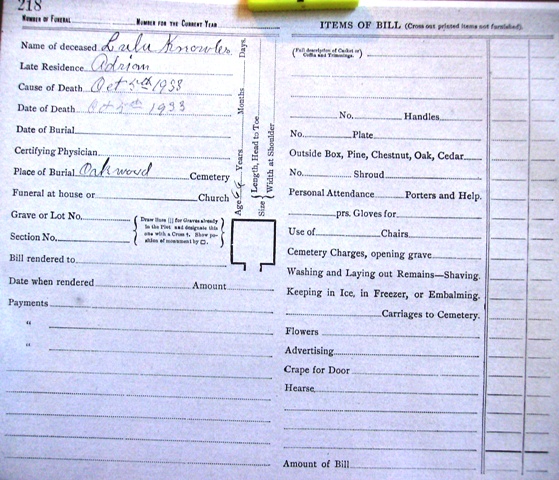 218
Number of Funeral Number for the Current Year
Name of deceased Lulu Knowles
Late Residence Adrian
Cause of Death Oct 5th 1933
Date of Death Oct 5th 1933
Date of Burial
Certifying Physician
Place of Burial Oakwood Cemetery
Funeral at house or Church
Grave or Lot No.
Section No.
Draw lines ||| for Graves already in the Plot and designate this one with a Cross +. Show position of monument by □.
Bill rendered to
Date when rendered Amount
Payments
"
"
Age Years Months Days.
Size { Length, Head to Toe
Width at Shoulder
ITEMS OF BILL (Cross out printed items not furnished).
(Full description of Casket or Coffin and Trimmings.)
No. Handles
No. Plate
Outside Box, Pine, Chestnut, Oak, Cedar
No. Shroud
Personal Attendance Porters and Help.
prs. Gloves for
Use of Chairs
Cemetery Charges, opening grave
Washing and Laying out Remains—Shaving.
Keeping in Ice, in Freezer, or Embalming.
Carriages to Cemetery.
Flowers
Advertising
Crape for Door
Hearse
Amount of Bill